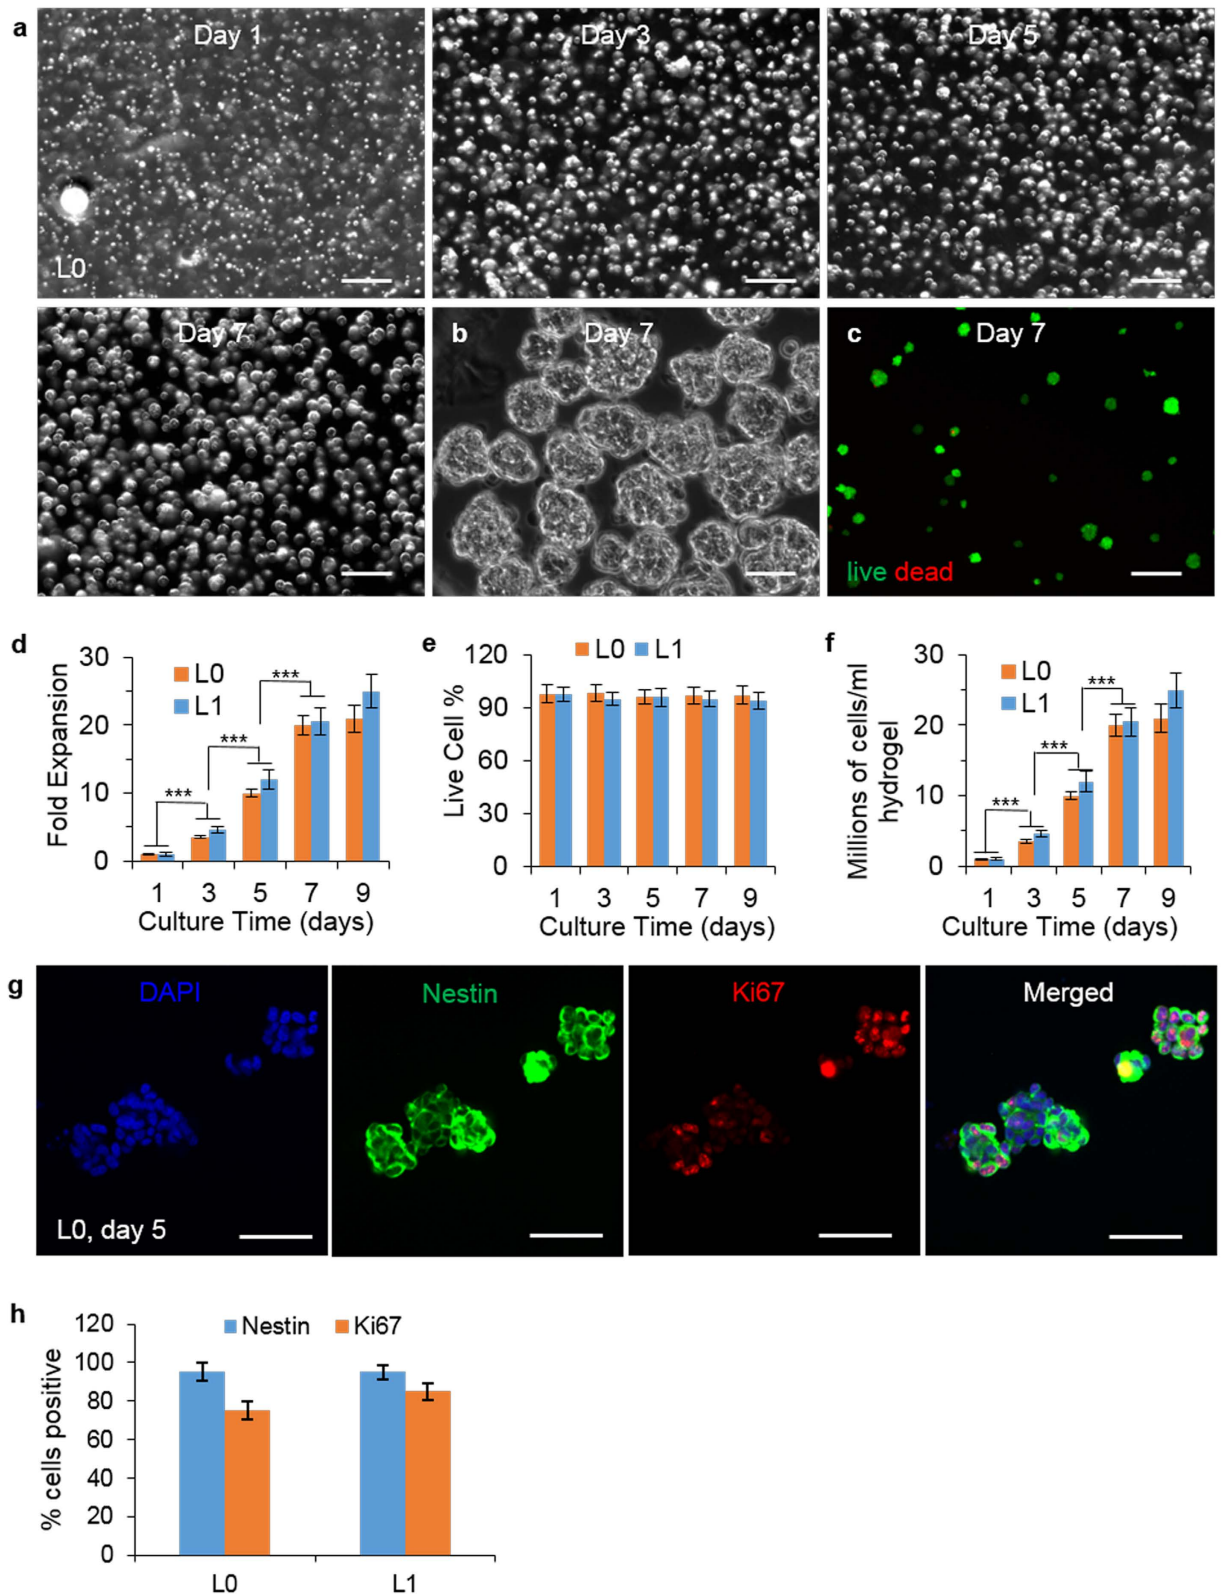 a
Day 1
L0
Day 3
Day 5
Day 7
b
Day 7
c
Day 7
live dead
d
Fold Expansion
30
20
10
0
L0
L1
***
***
***
1 3 5 7 9
Culture Time (days)
e
Live Cell %
120
90
60
30
0
L0 L1
1 3 5 7 9
Culture Time (days)
f
Millions of cells/ml
hydrogel
30
20
10
0
L0
L1
***
***
***
1 3 5 7 9
Culture Time (days)
g
DAPI
L0, day 5
Nestin
Ki67
Merged
h
% cells positive
120
100
80
60
40
20
0
Nestin Ki67
L0 L1